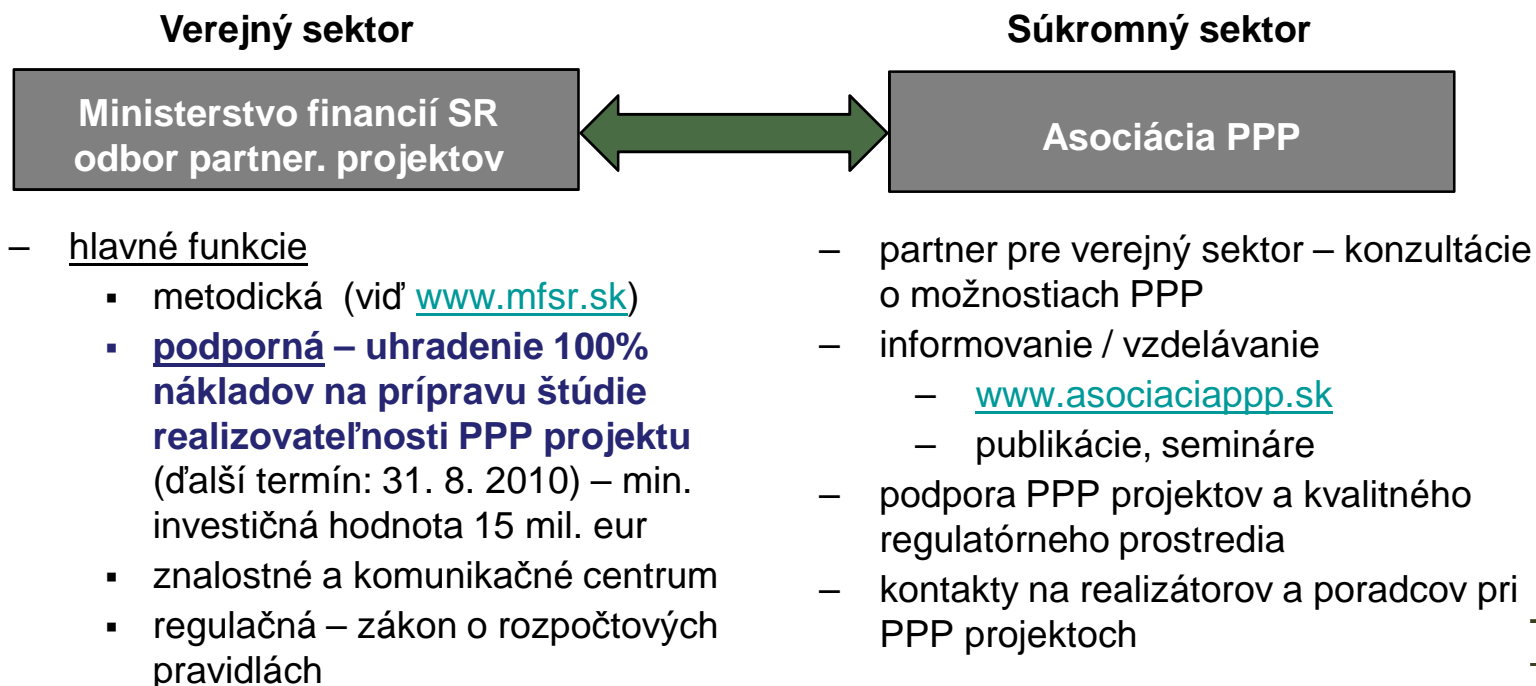 Verejný sektor
Ministerstvo financií SR
odbor partner. projektov
– hlavné funkcie
▪ metodická (viď www.mfsr.sk)
▪ podporná – uhradenie 100%
nákladov na prípravu štúdie
realizovateľnosti PPP projektu
(ďalší termín: 31. 8. 2010) – min.
investičná hodnota 15 mil. eur
▪ znalostné a komunikačné centrum
▪ regulačná – zákon o rozpočtových
pravidlách
Súkromný sektor
Asociácia PPP
– partner pre verejný sektor – konzultácie
o možnostiach PPP
– informovanie / vzdelávanie
– www.asociaciappp.sk
– publikácie, semináre
– podpora PPP projektov a kvalitného
regulatórneho prostredia
– kontakty na realizátorov a poradcov pri
PPP projektoch